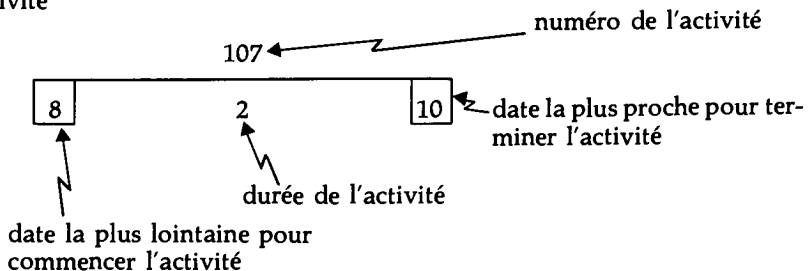 numéro de l'activité
107
8
2
10
date la plus proche pour ter-
miner l'activité
durée de l'activité
date la plus lointaine pour
commencer l'activité